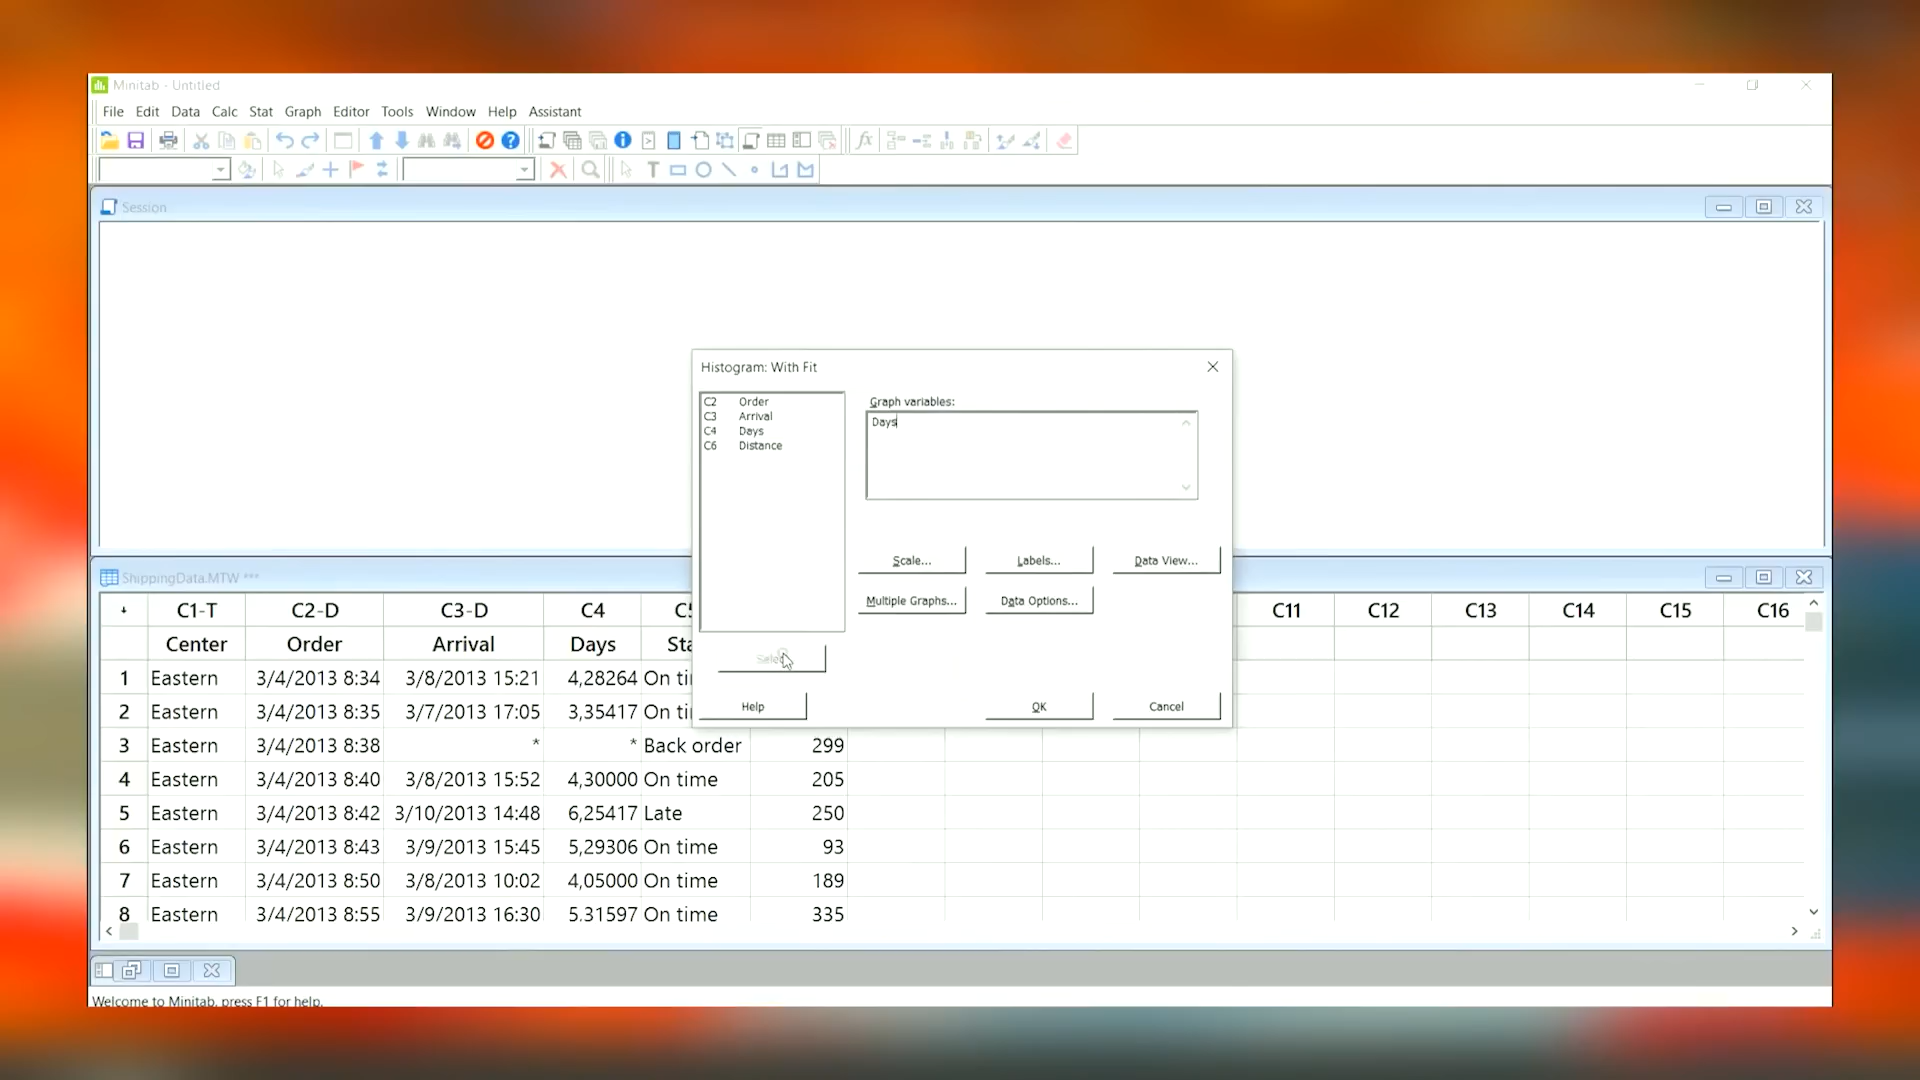 Minitab - Untitled
File Edit Data Calc Stat Graph Editor Tools Window Help Assistant
Session
Histogram: With Fit
C2 Order
C3 Arrival
C4 Days
C6 Distance
Graph variables:
Days
Scale... Labels... Data View...
Multiple Graphs... Data Options...
Select
Help OK Cancel
ShippingData.MTW ***
C1-T C2-D C3-D C4 C11 C12 C13 C14 C15 C16
Center Order Arrival Days
1 Eastern 3/4/2013 8:34 3/8/2013 15:21 4,28264 On
2 Eastern 3/4/2013 8:35 3/7/2013 17:05 3,35417 On
3 Eastern 3/4/2013 8:38 * * Back order 299
4 Eastern 3/4/2013 8:40 3/8/2013 15:52 4,30000 On time 205
5 Eastern 3/4/2013 8:42 3/10/2013 14:48 6,25417 Late 250
6 Eastern 3/4/2013 8:43 3/9/2013 15:45 5,29306 On time 93
7 Eastern 3/4/2013 8:50 3/8/2013 10:02 4,05000 On time 189
8 Eastern 3/4/2013 8:55 3/9/2013 16:30 5.31597 On time 335
Welcome to Minitab, press F1 for help.